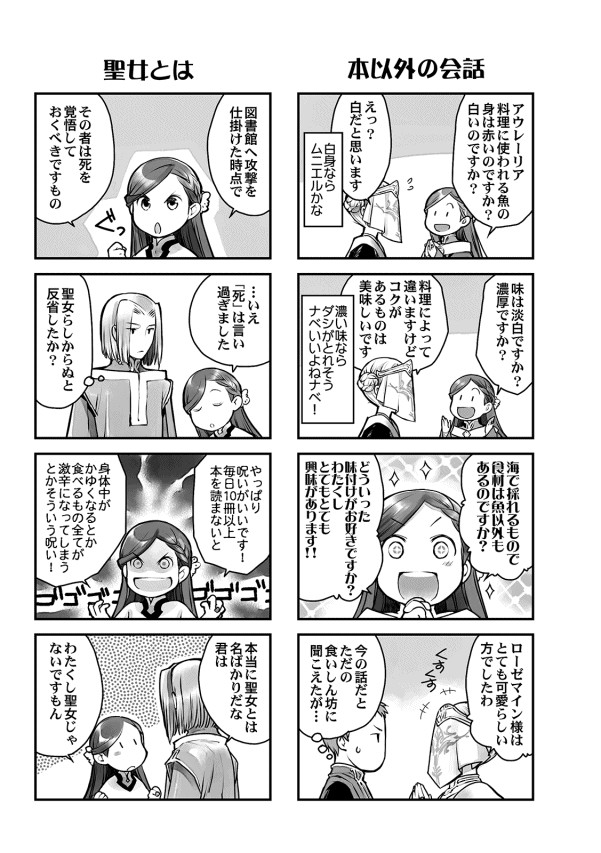 本以外の会話
アウレーリア
料理に使われる魚の
身は赤いのですか？
白いのですか？
えっ？
白だと思います
白身なら
ムニエルかな
味は淡白ですか？
濃厚ですか？
料理によって
違いますけど
コクが
あるものは
美味しいです
濃い味なら
ダシがとれそう
ナベいいよねナベ！
海で採れるもので
食材は魚以外も
あるのですか？
どういった
味付けがお好きですか？
わたくし
とてもとても
興味があります!!
ローゼマイン様は
とても可愛らしい
方でしたわ
くすくす
今の話だと
ただの
食いしん坊に
聞こえたが…
聖女とは
図書館へ攻撃を
仕掛けた時点で
その者は死を
覚悟して
おくべきですもの
ぐっ
…いえ
「死」は言い
過ぎました
聖女らしからぬと
反省したか？
やっぱり
呪いがいいです！
毎日10冊以上
本を読まないと
身体中が
かゆくなるとか
食べるもの全てが
激辛になってしまう
とかそういう呪い！
ゴゴゴ
ゴゴゴ
本当に聖女とは
名ばかりだな
君は
わたくし聖女じゃ
ないですもん